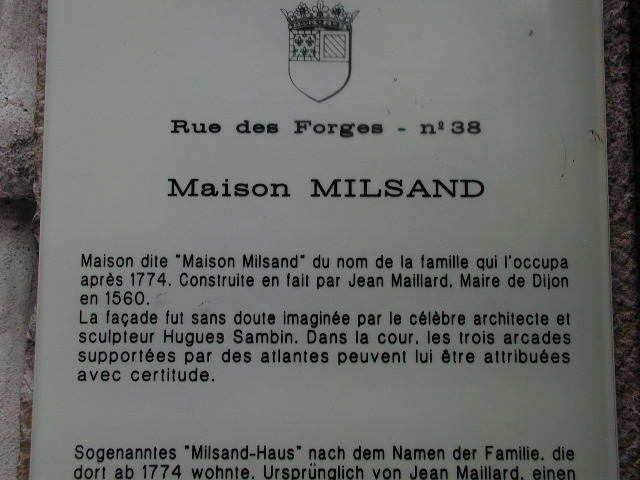 Rue des Forges - nº 38
Maison MILSAND
Maison dite "Maison Milsand" du nom de la famille qui l'occupa
après 1774. Construite en fait par Jean Maillard, Maire de Dijon
en 1560.
La façade fut sans doute imaginée par le célèbre architecte et
sculpteur Hugues Sambin. Dans la cour, les trois arcades
supportées par des atlantes peuvent lui être attribuées
avec certitude.
Sogenanntes "Milsand-Haus" nach dem Namen der Familie, die
dort ab 1774 wohnte. Ursprünglich von Jean Maillard, einen